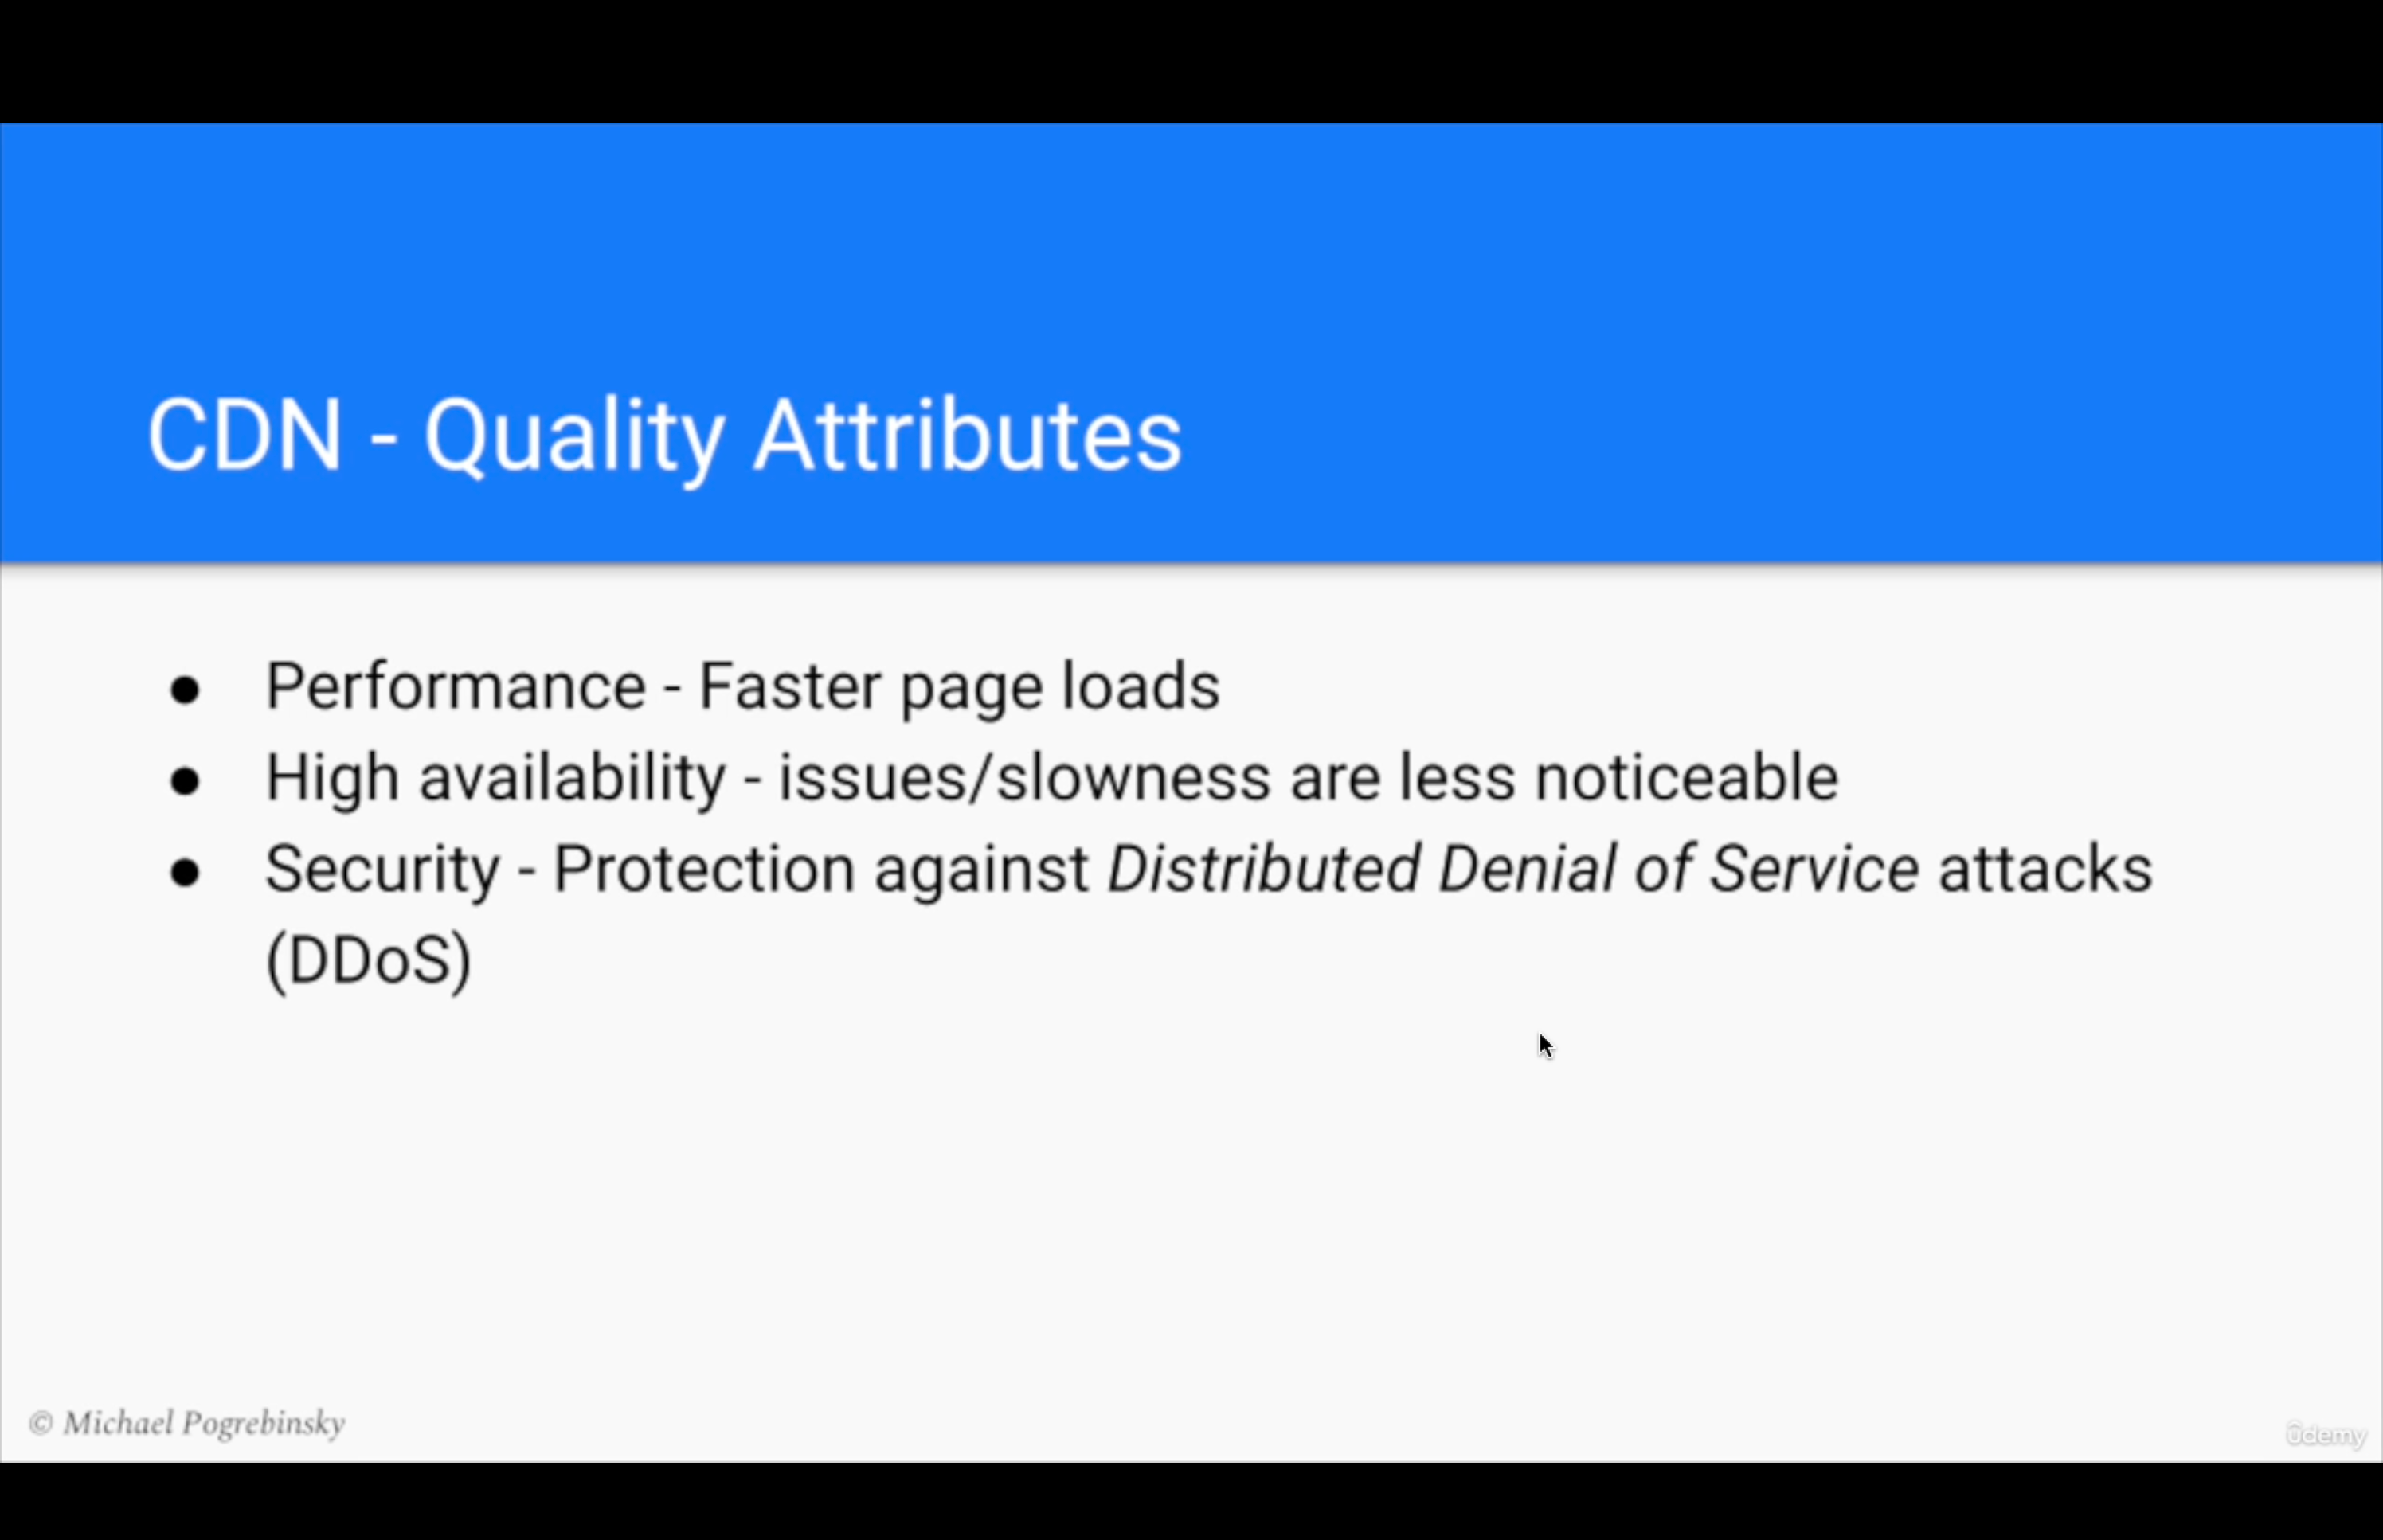 CDN - Quality Attributes
● Performance - Faster page loads
● High availability - issues/slowness are less noticeable
● Security - Protection against Distributed Denial of Service attacks
(DDoS)
© Michael Pogrebinsky
ûdemy